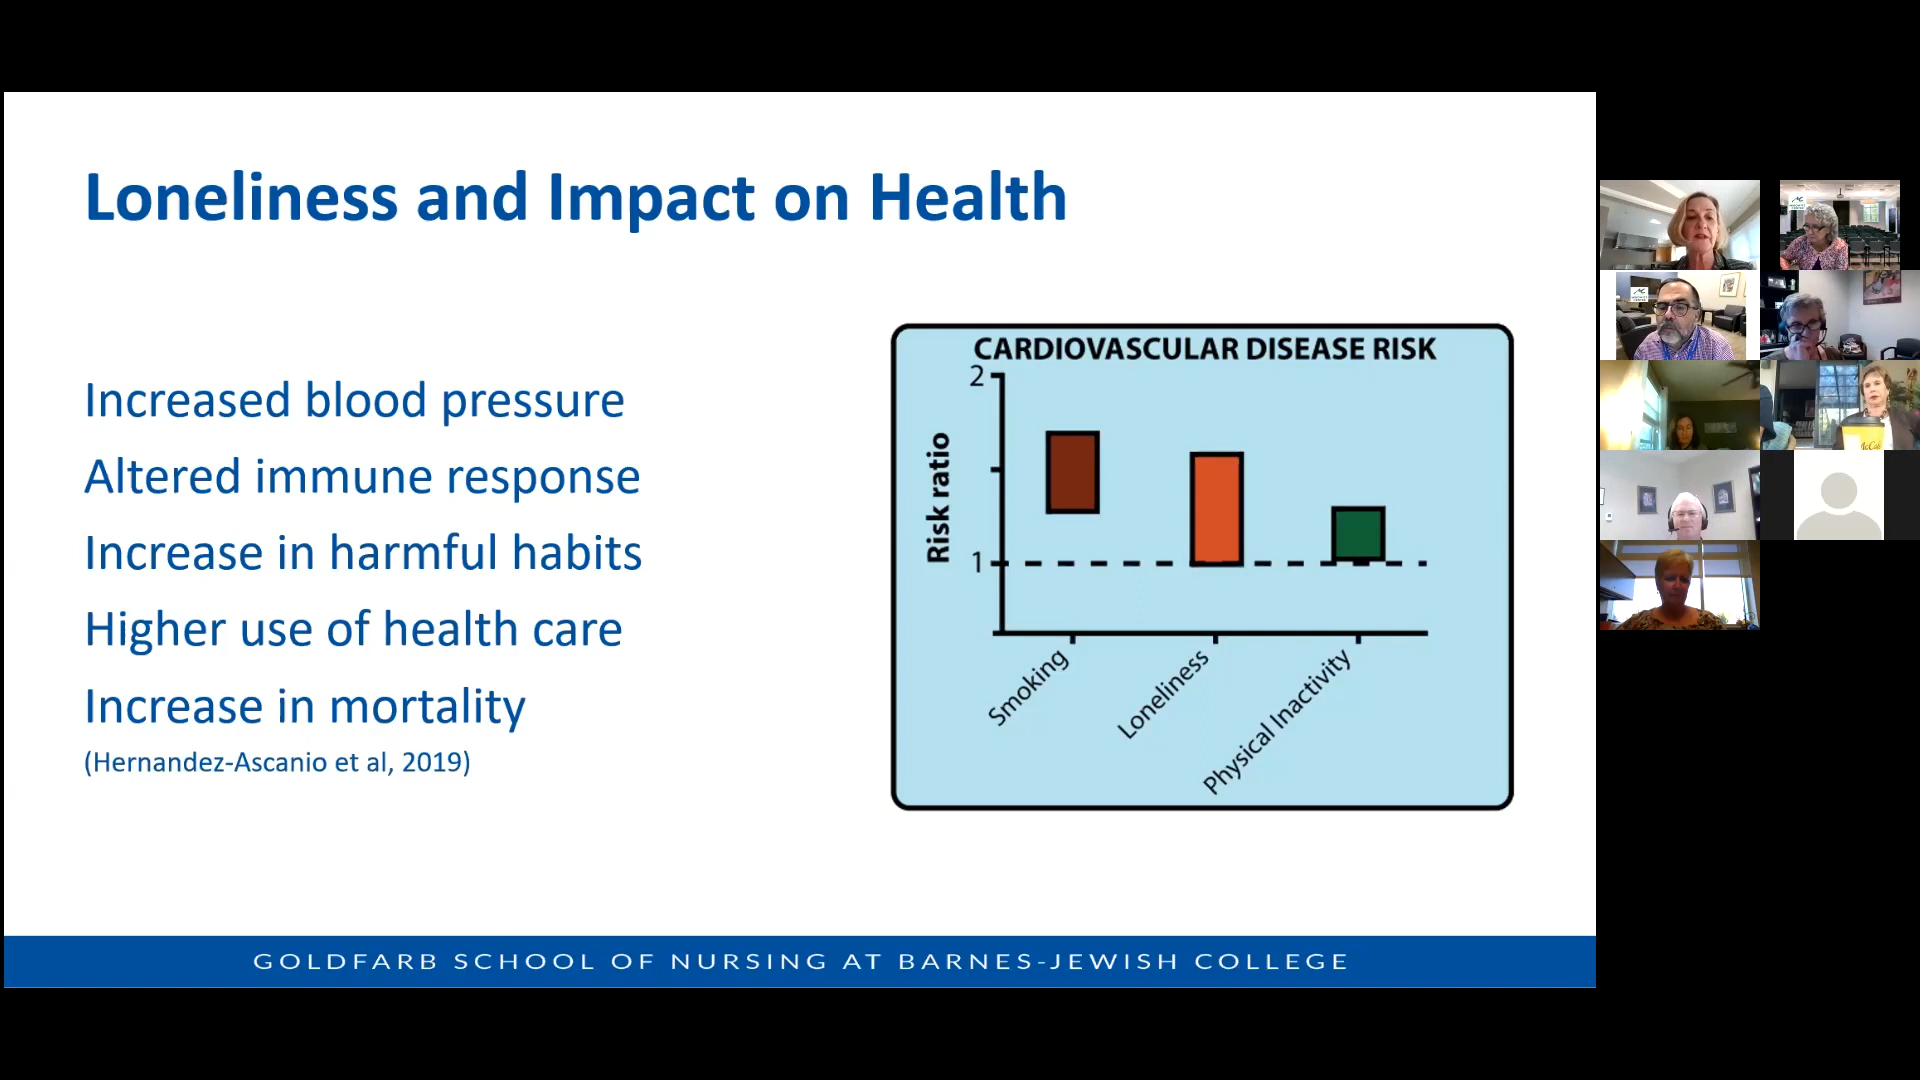 Loneliness and Impact on Health
Increased blood pressure
Altered immune response
Increase in harmful habits
Higher use of health care
Increase in mortality
(Hernandez-Ascanio et al, 2019)
CARDIOVASCULAR DISEASE RISK
2
1
Risk ratio
Smoking
Loneliness
Physical Inactivity
GOLDFARB SCHOOL OF NURSING AT BARNES-JEWISH COLLEGE